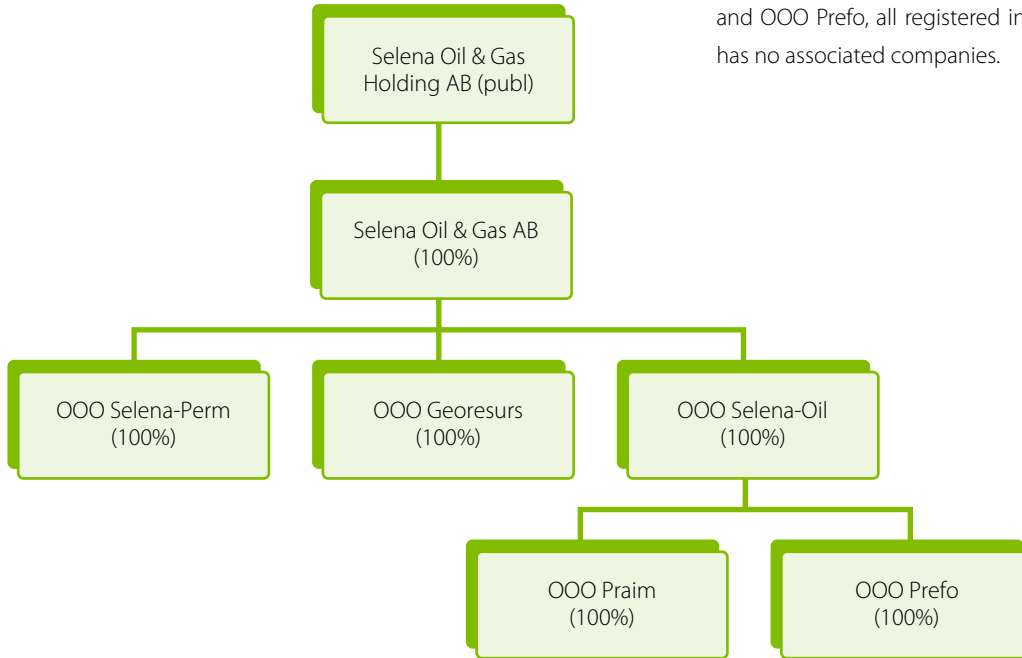 and OOO Prefo, all registered in
has no associated companies.
Selena Oil & Gas
Holding AB (publ)
Selena Oil & Gas AB
(100%)
OOO Selena-Perm
(100%)
OOO Georesurs
(100%)
OOO Selena-Oil
(100%)
OOO Praim
(100%)
OOO Prefo
(100%)